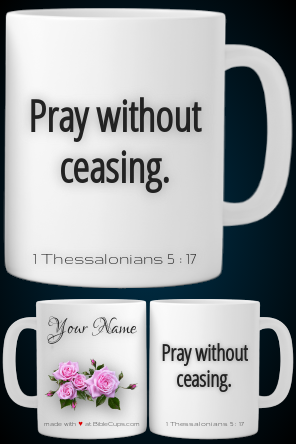 Pray without
ceasing.
1 Thessalonians 5 : 17
Your Name
made with ♥ at BibleCups.com
Pray without
ceasing.
1 Thessalonians 5 : 17